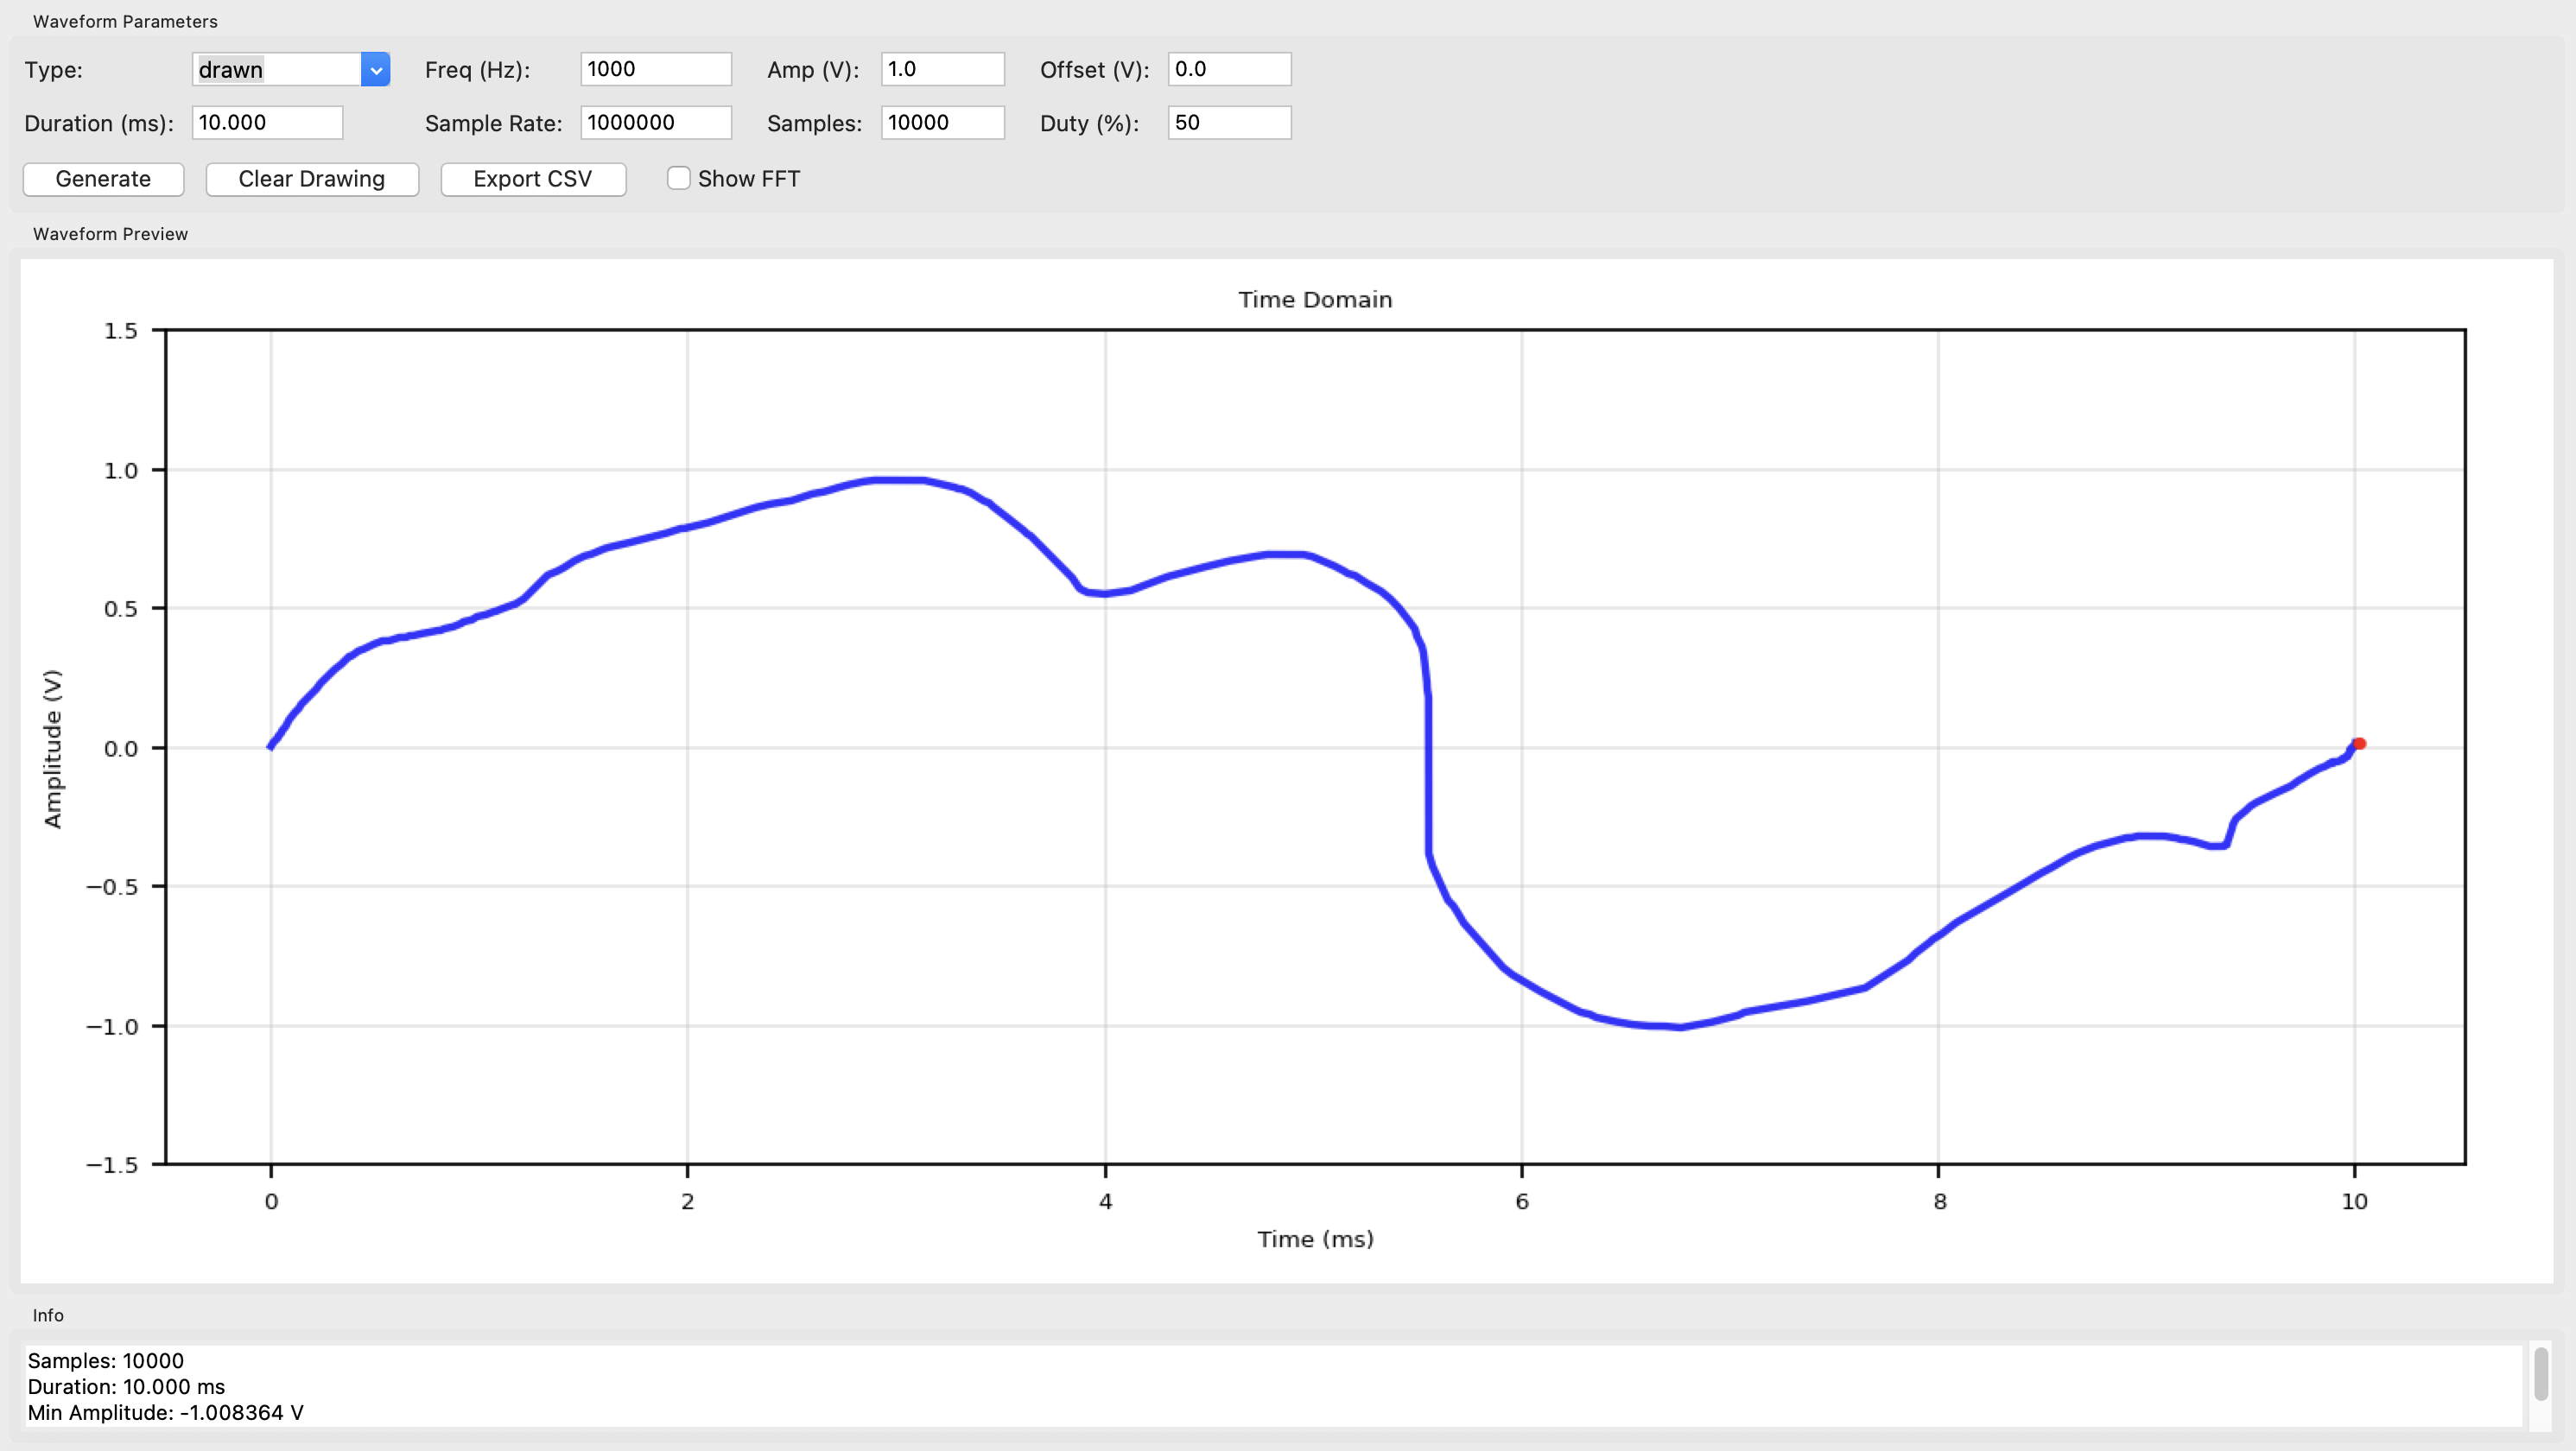 Waveform Parameters
Type: drawn Freq (Hz): 1000 Amp (V): 1.0 Offset (V): 0.0
Duration (ms): 10.000 Sample Rate: 1000000 Samples: 10000 Duty (%): 50
Generate Clear Drawing Export CSV Show FFT
Waveform Preview
Time Domain
1.5
1.0
0.5
0.0
−0.5
−1.0
−1.5
Amplitude (V)
0 2 4 6 8 10
Time (ms)
Info
Samples: 10000
Duration: 10.000 ms
Min Amplitude: -1.008364 V